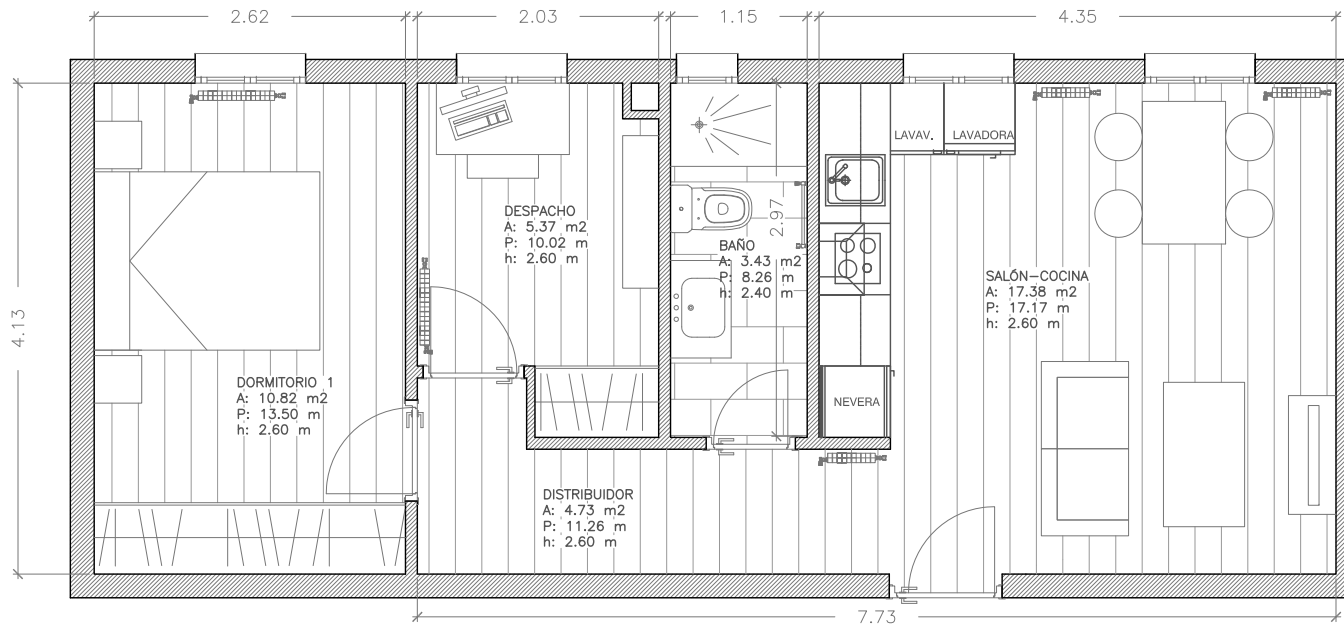 2.62
2.03
1.15
4.35
4.13
LAVAV.
LAVADORA
DESPACHO
A: 5.37 m2
P: 10.02 m
h: 2.60 m
2.97
BAÑO
A: 3.43 m2
P: 8.26 m
h: 2.40 m
SALÓN-COCINA
A: 17.38 m2
P: 17.17 m
h: 2.60 m
DORMITORIO 1
A: 10.82 m2
P: 13.50 m
h: 2.60 m
NEVERA
DISTRIBUIDOR
A: 4.73 m2
P: 11.26 m
h: 2.60 m
7.73